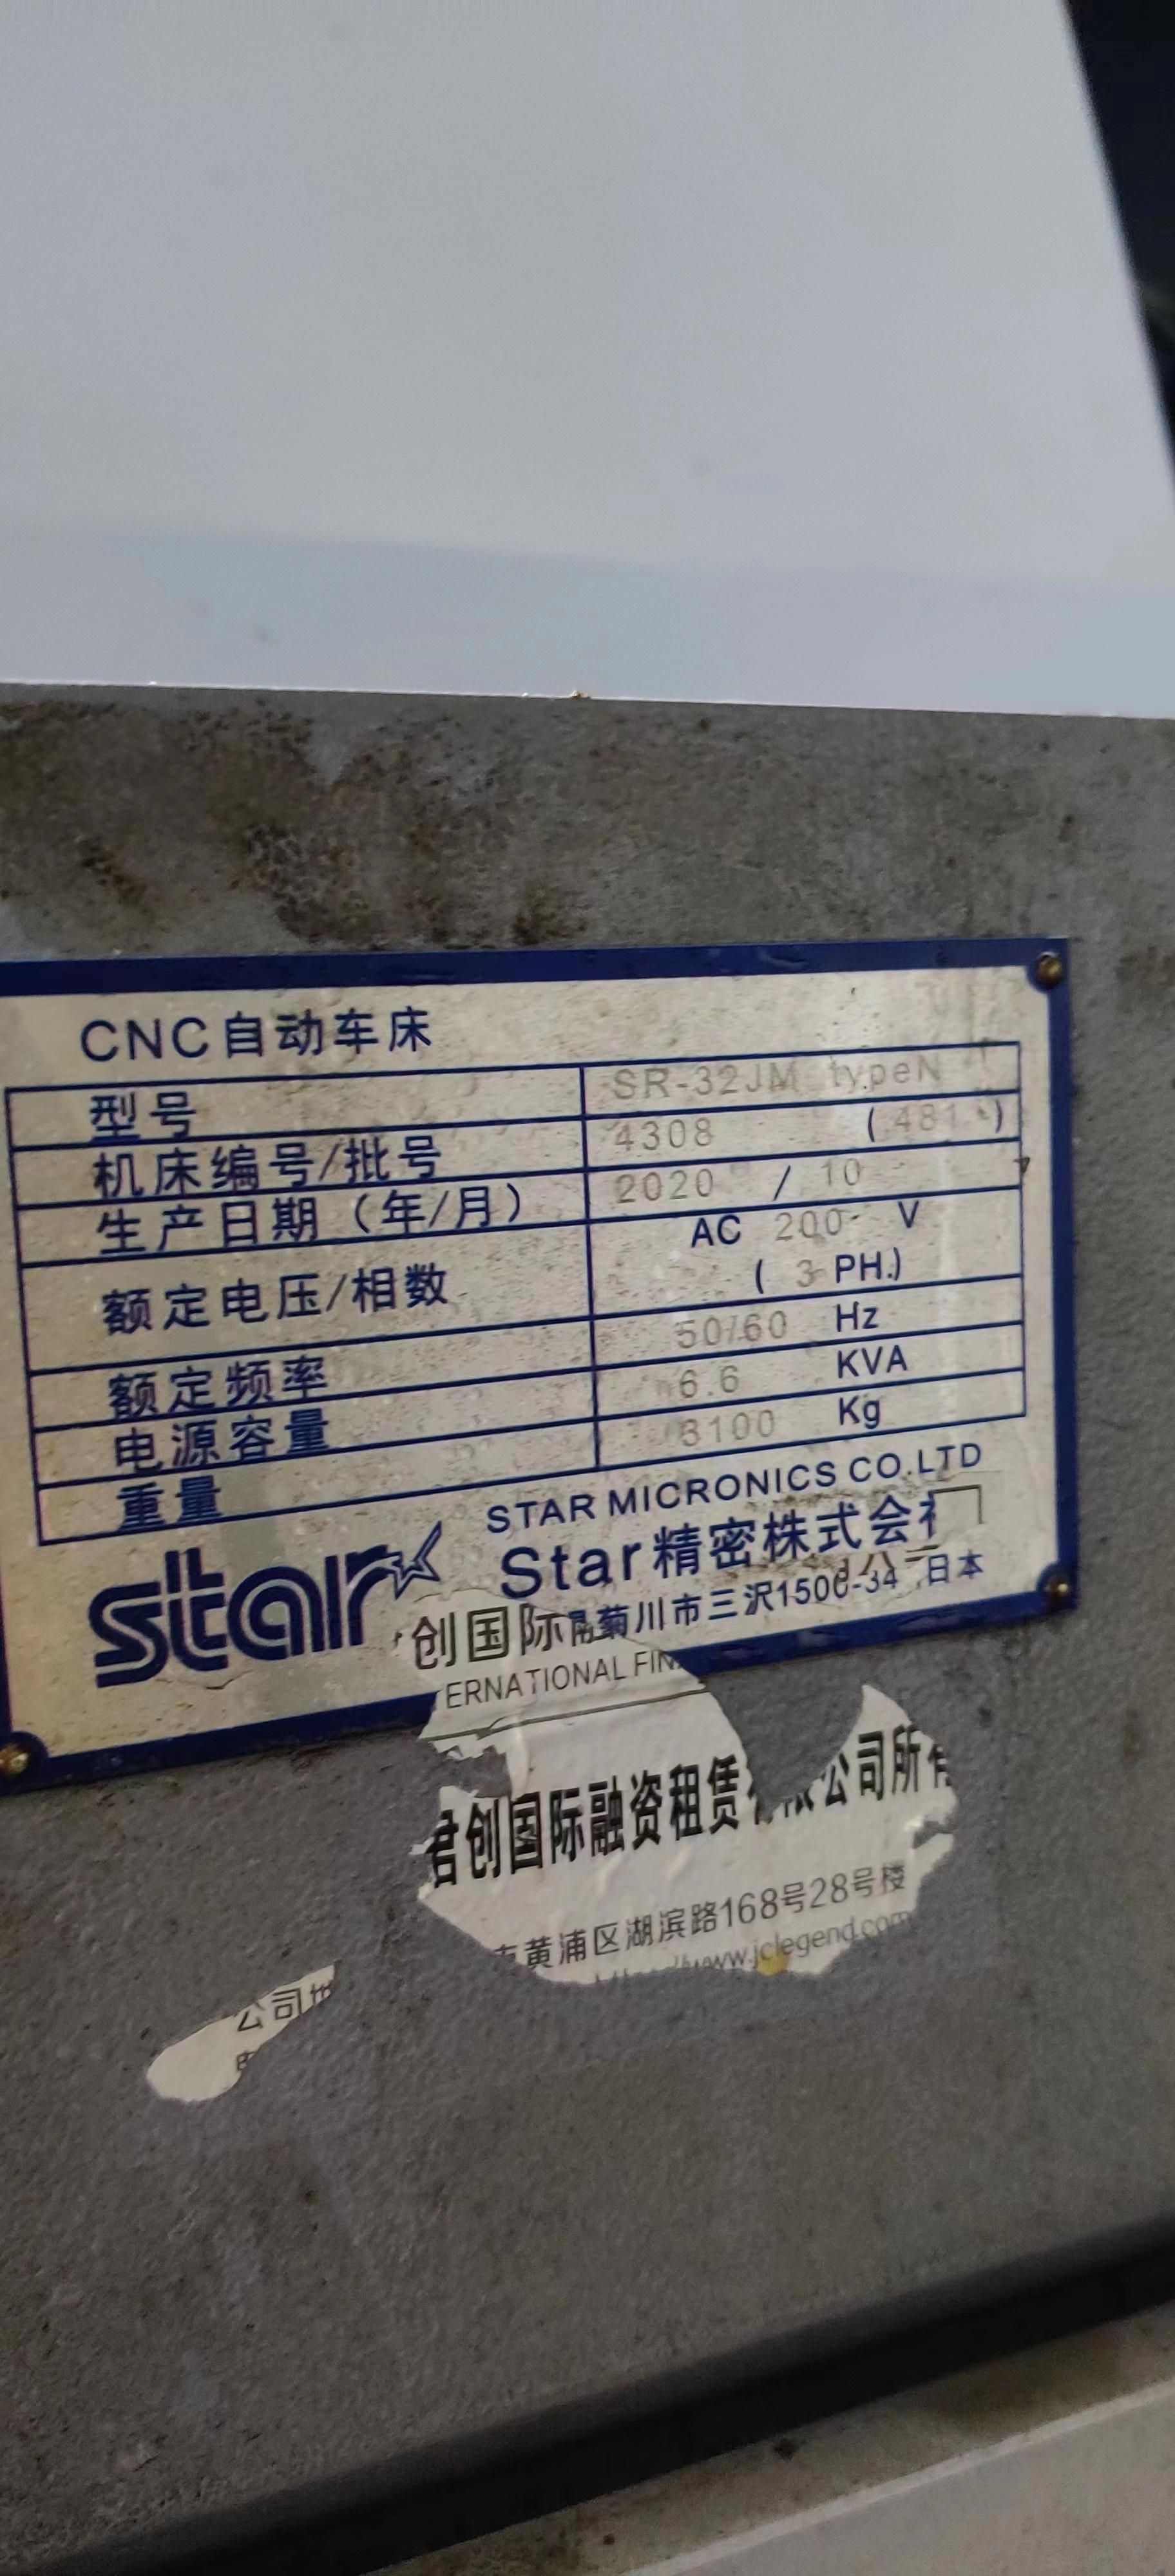 CNC自动车床
型号 SR-32JM typeN
机床编号/批号 4308 (481 )
生产日期（年/月） 2020 / 10
额定电压/相数 AC 200 V
( 3 PH.)
额定频率 50/60 Hz
电源容量 6.6 KVA
重量 3100 Kg
STAR MICRONICS CO.LTD
star Star精密株式会
菊川市三沢1500-34 日本
创国际
ERNATIONAL FIN
君创国际融资租赁 公司所有
黄浦区湖滨路168号28号楼
www.jclegend.com
公司地